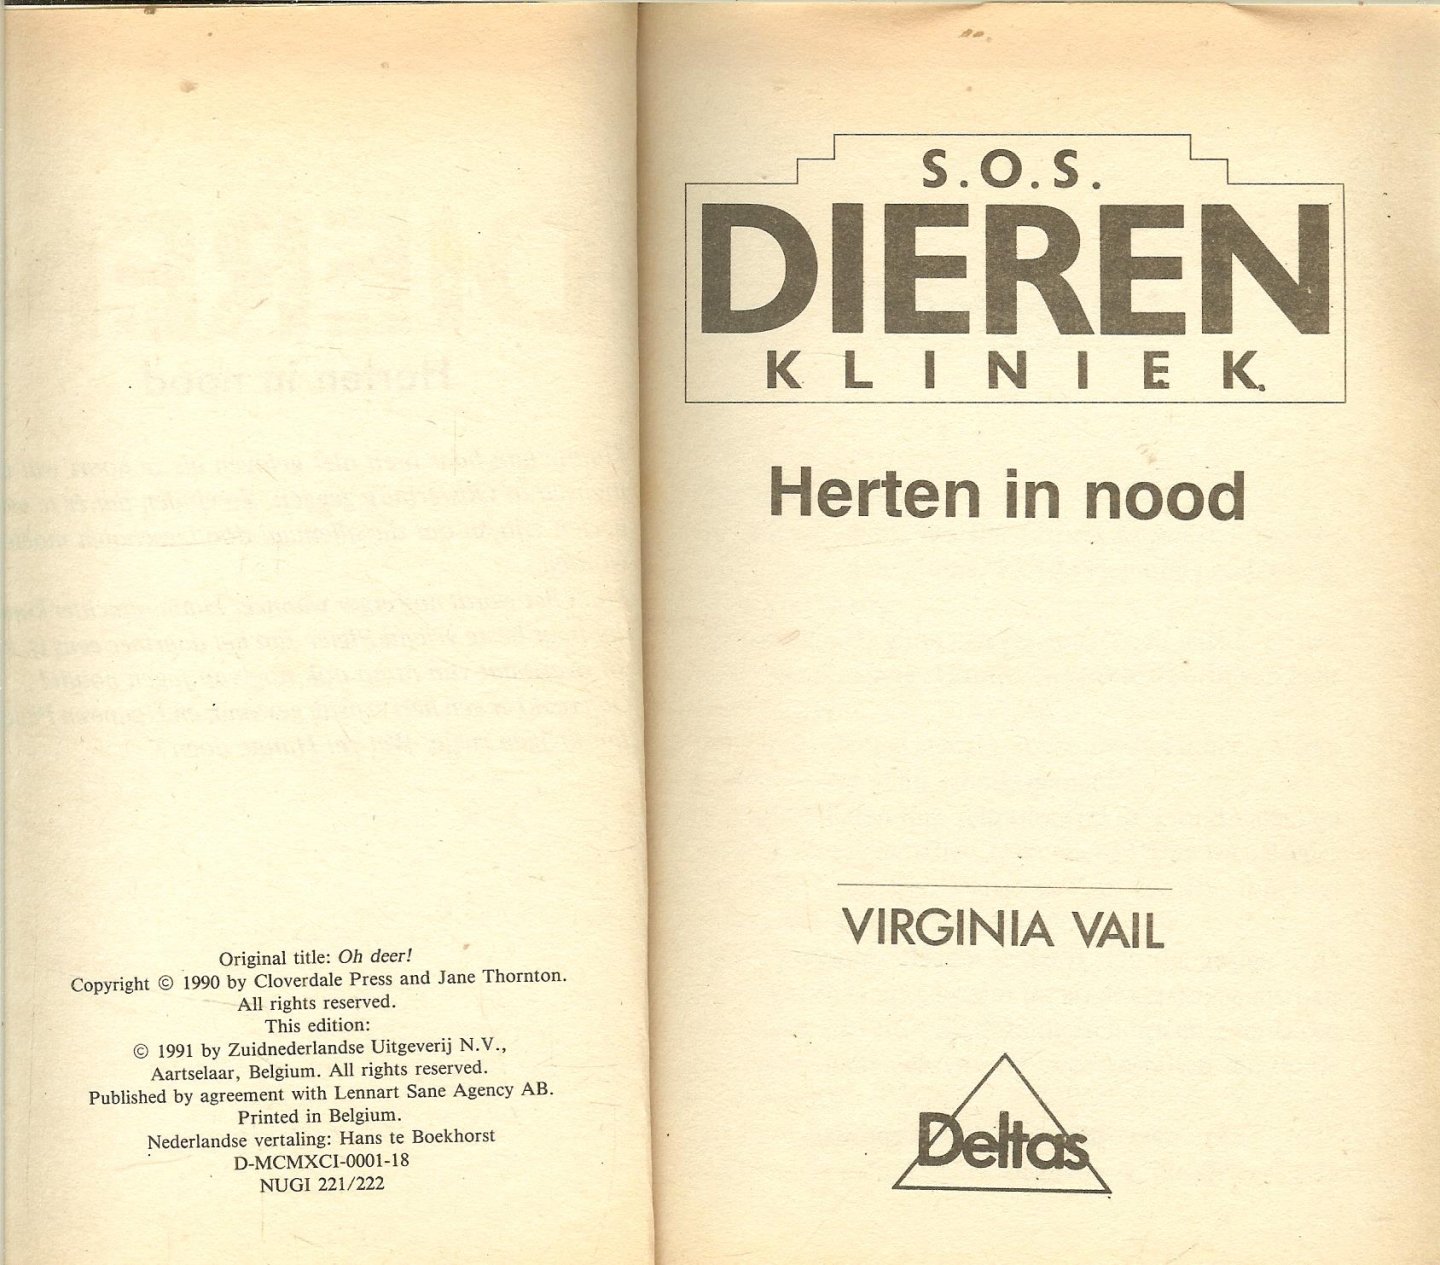 Original title: Oh deer!
Copyright © 1990 by Cloverdale Press and Jane Thornton.
All rights reserved.
This edition:
© 1991 by Zuidnederlandse Uitgeverij N.V.,
Aartselaar, Belgium. All rights reserved.
Published by agreement with Lennart Sane Agency AB.
Printed in Belgium.
Nederlandse vertaling: Hans te Boekhorst
D-MCMXCI-0001-18
NUGI 221/222
S.O.S.
DIEREN
KLINIEK
Herten in nood
VIRGINIA VAIL
Deltas